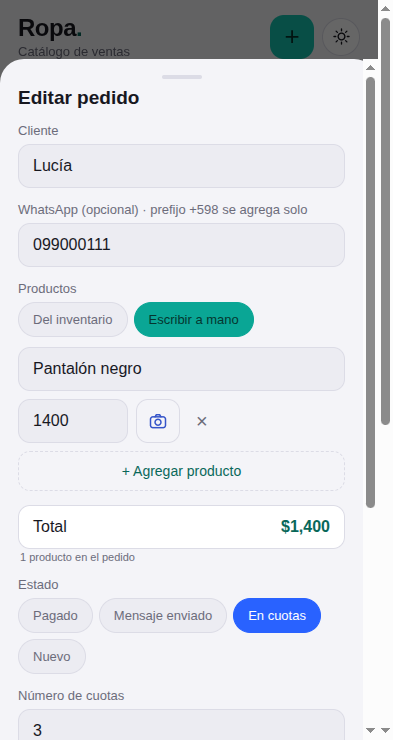 Ropa.
Catálogo de ventas
+
Editar pedido
Cliente
Lucía
WhatsApp (opcional) · prefijo +598 se agrega solo
099000111
Productos
Del inventario
Escribir a mano
Pantalón negro
1400
×
+ Agregar producto
Total $1,400
1 producto en el pedido
Estado
Pagado Mensaje enviado En cuotas
Nuevo
Número de cuotas
3